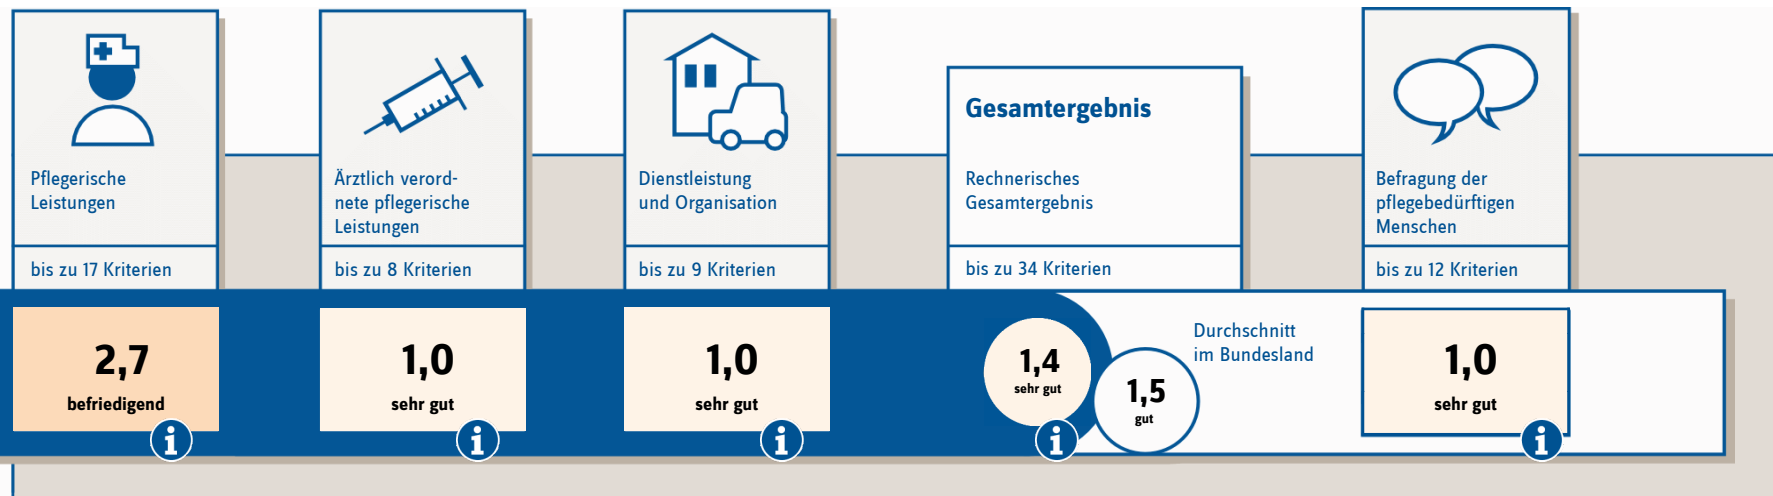 Pflegerische
Leistungen
bis zu 17 Kriterien
2,7
befriedigend
Ärztlich verord-
nete pflegerische
Leistungen
bis zu 8 Kriterien
1,0
sehr gut
Dienstleistung
und Organisation
bis zu 9 Kriterien
1,0
sehr gut
Gesamtergebnis
Rechnerisches
Gesamtergebnis
bis zu 34 Kriterien
1,4
sehr gut
1,5
gut
Durchschnitt
im Bundesland
Befragung der
pflegebedürftigen
Menschen
bis zu 12 Kriterien
1,0
sehr gut